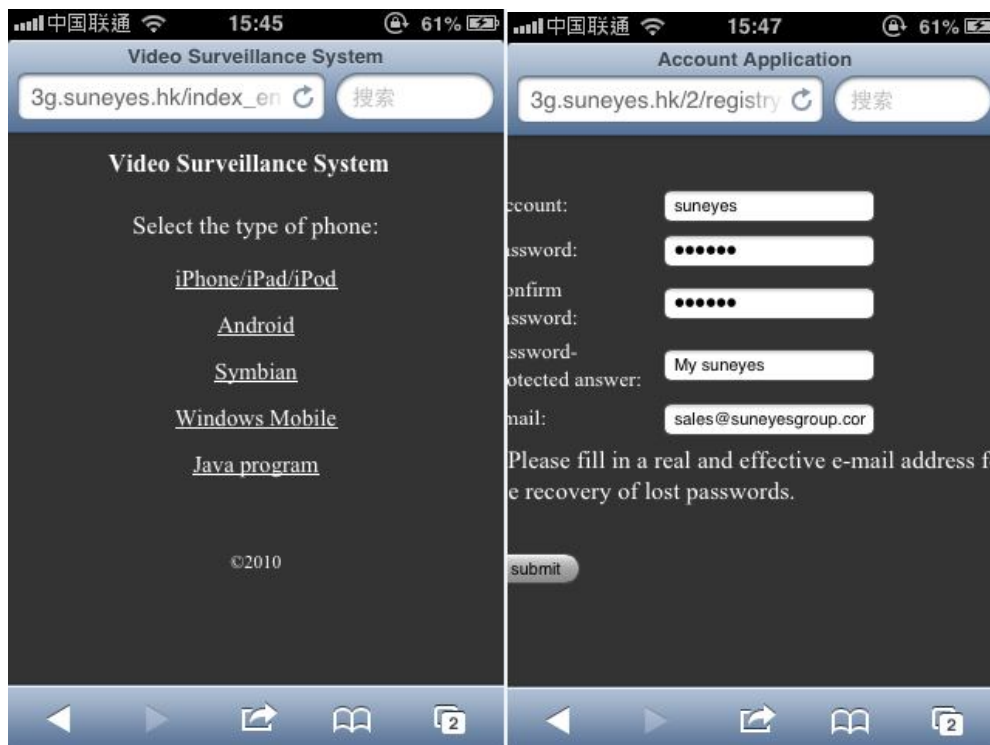 中国联通 15:45 61%
Video Surveillance System
3g.suneyes.hk/index_en 搜索
Video Surveillance System
Select the type of phone:
iPhone/iPad/iPod
Android
Symbian
Windows Mobile
Java program
©2010
2
中国联通 15:47 61%
Account Application
3g.suneyes.hk/2/registry 搜索
ccount: suneyes
ssword: ••••••
onfirm
ssword: ••••••
ssword-
otected answer: My suneyes
mail: sales@suneyesgroup.cor
Please fill in a real and effective e-mail address f
e recovery of lost passwords.
submit
2